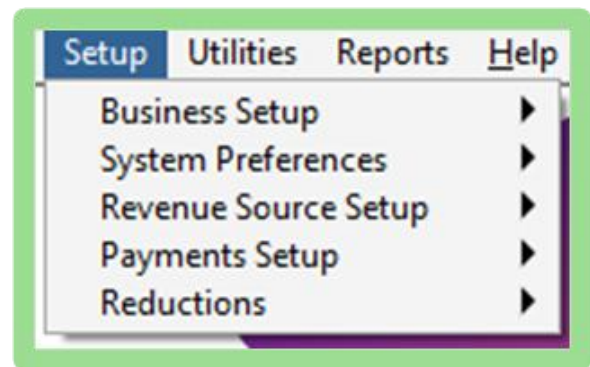 Setup Utilities Reports Help
Business Setup
System Preferences
Revenue Source Setup
Payments Setup
Reductions